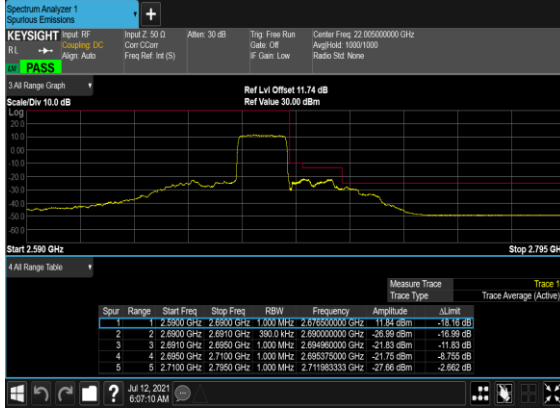 Spectrum Analyzer 1
Spurious Emissions
+
KEYSIGHT Input: RF Input Z: 50 Ω Atten: 30 dB Trig: Free Run Center Freq: 22.005000000 GHz
RL Coupling: DC Corr CCorr Gate: Off Avg|Hold: 1000/1000
Align: Auto Freq Ref: Int (S) IF Gain: Low Radio Std: None
PASS
3 All Range Graph
Ref Lvl Offset 11.74 dB
Scale/Div 10.0 dB Ref Value 30.00 dBm
Log
20.0
10.0
0.00
-10.0
-20.0
-30.0
-40.0
-50.0
-60.0
Start 2.590 GHz Stop 2.795 GH
4 All Range Table
Measure Trace Trace 1
Trace Type Trace Average (Active)
Spur Range Start Freq Stop Freq RBW Frequency Amplitude ΔLimit
1 1 2.5900 GHz 2.6900 GHz 1.000 MHz 2.676500000 GHz 11.84 dBm -18.16 dB
2 2 2.6900 GHz 2.6910 GHz 390.0 kHz 2.690000000 GHz -26.99 dBm -16.99 dB
3 3 2.6910 GHz 2.6950 GHz 1.000 MHz 2.694960000 GHz -21.83 dBm -11.83 dB
4 4 2.6950 GHz 2.7100 GHz 1.000 MHz 2.695375000 GHz -21.75 dBm -8.755 dB
5 5 2.7100 GHz 2.7950 GHz 1.000 MHz 2.711983333 GHz -27.66 dBm -2.662 dB
? Jul 12, 2021
6:07:10 AM